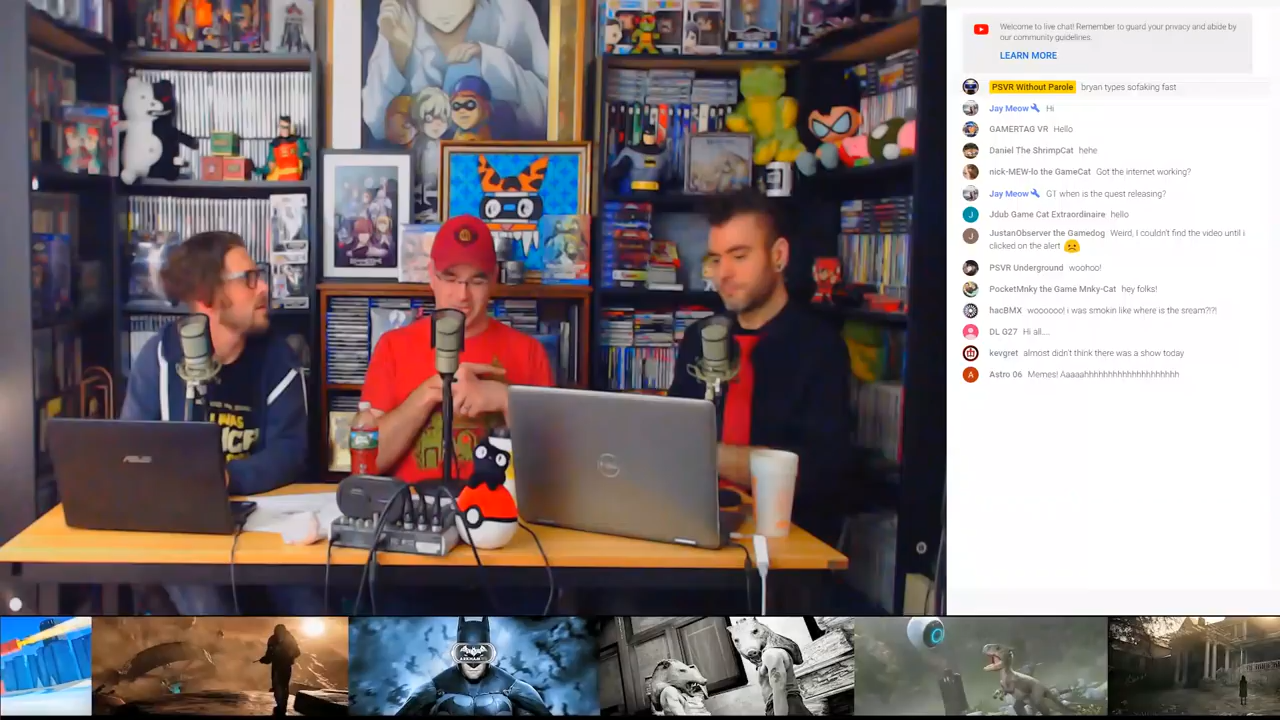 Welcome to live chat! Remember to guard your privacy and abide by
our community guidelines.
LEARN MORE
PSVR Without Parole bryan types sofaking fast
Jay Meow Hi
GAMERTAG VR Hello
Daniel The ShrimpCat hehe
nick-MEW-lo the GameCat Got the internet working?
Jay Meow G1 when is the quest releasing?
Jdub Game Cat Extraordinaire hello
JustanObserver the Gamedog Weird, I couldn't find the video until i
clicked on the alert
PSVR Underground woohoo!
PocketMnky the Game Mnky-Cat hey folks!
hacBMX woooooo! i was smokin like where is the sream?!?!
DL G27 Hi all....
kevgret almost didn't think there was a show today
Astro 06 Memes! Aaaaahhhhhhhhhhhhhhhhhhh
I WAS
ASUS
DELL